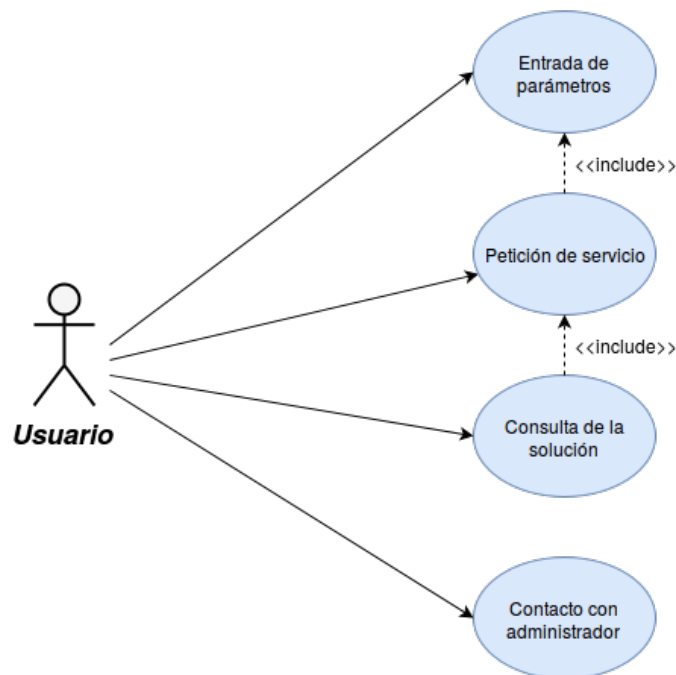 Entrada de
parámetros
<<include>>
Petición de servicio
<<include>>
Consulta de la
solución
Usuario
Contacto con
administrador